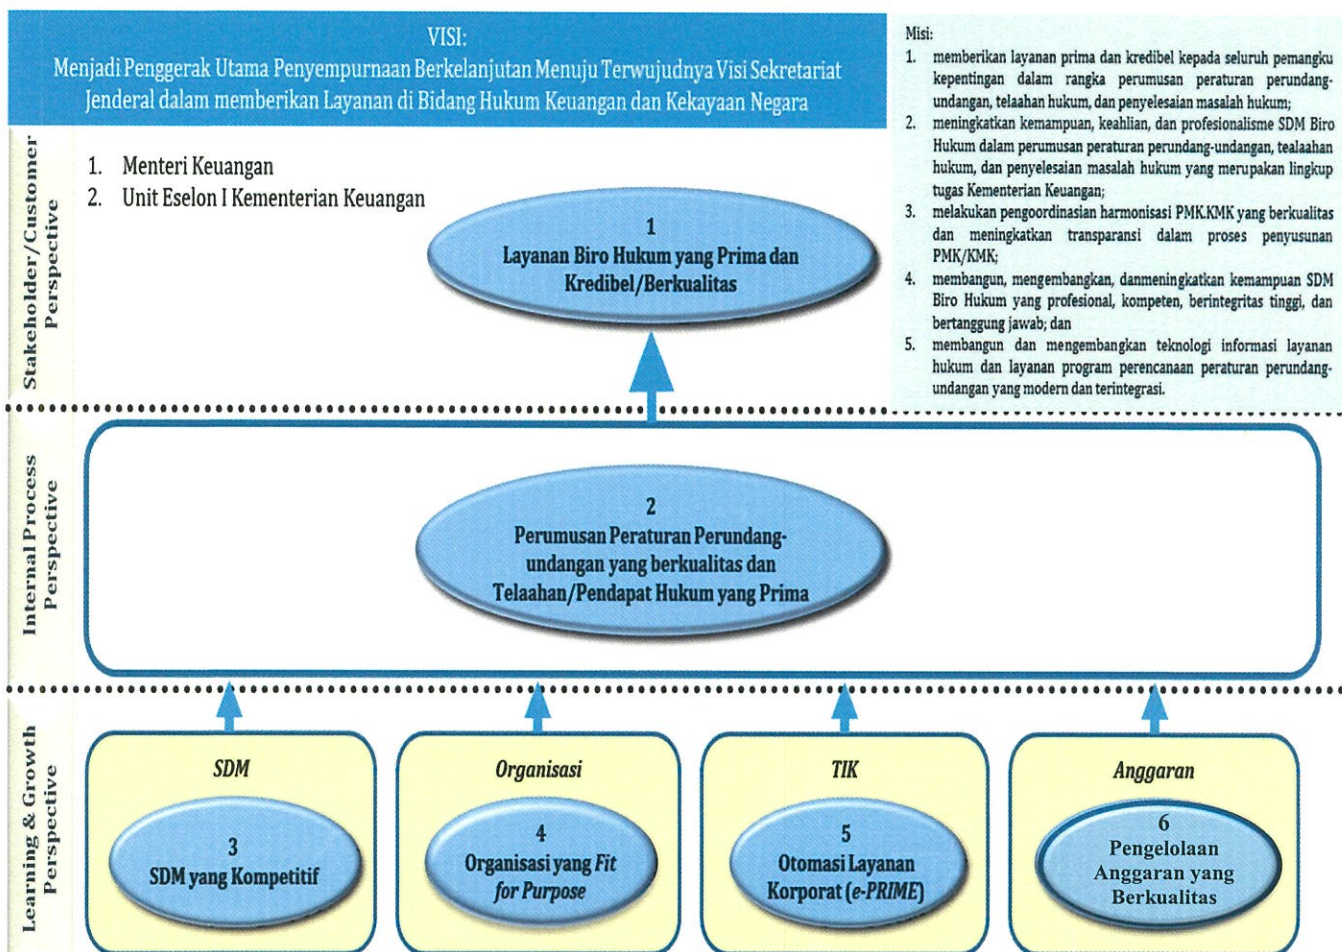 VISI:
Menjadi Penggerak Utama Penyempurnaan Berkelanjutan Menuju Terwujudnya Visi Sekretariat
Jenderal dalam memberikan Layanan di Bidang Hukum Keuangan dan Kekayaan Negara
Misi:
1. memberikan layanan prima dan kredibel kepada seluruh pemangku
kepentingan dalam rangka perumusan peraturan perundang-
undangan, telaahan hukum, dan penyelesaian masalah hukum;
2. meningkatkan kemampuan, keahlian, dan profesionalisme SDM Biro
Hukum dalam perumusan peraturan perundang-undangan, tealaahan
hukum, dan penyelesaian masalah hukum yang merupakan lingkup
tugas Kementerian Keuangan;
3. melakukan pengoordinasian harmonisasi PMK.KMK yang berkualitas
dan meningkatkan transparansi dalam proses penyusunan
PMK/KMK;
4. membangun, mengembangkan, danmeningkatkan kemampuan SDM
Biro Hukum yang profesional, kompeten, berintegritas tinggi, dan
bertanggung jawab; dan
5. membangun dan mengembangkan teknologi informasi layanan
hukum dan layanan program perencanaan peraturan perundang-
undangan yang modern dan terintegrasi.
Stakeholder/Customer
Perspective
1. Menteri Keuangan
2. Unit Eselon I Kementerian Keuangan
1
Layanan Biro Hukum yang Prima dan
Kredibel/Berkualitas
Internal Process
Perspective
2
Perumusan Peraturan Perundang-
undangan yang berkualitas dan
Telaahan/Pendapat Hukum yang Prima
Learning & Growth
Perspective
SDM
3
SDM yang Kompetitif
Organisasi
4
Organisasi yang Fit
for Purpose
TIK
5
Otomasi Layanan
Korporat (e-PRIME)
Anggaran
6
Pengelolaan
Anggaran yang
Berkualitas